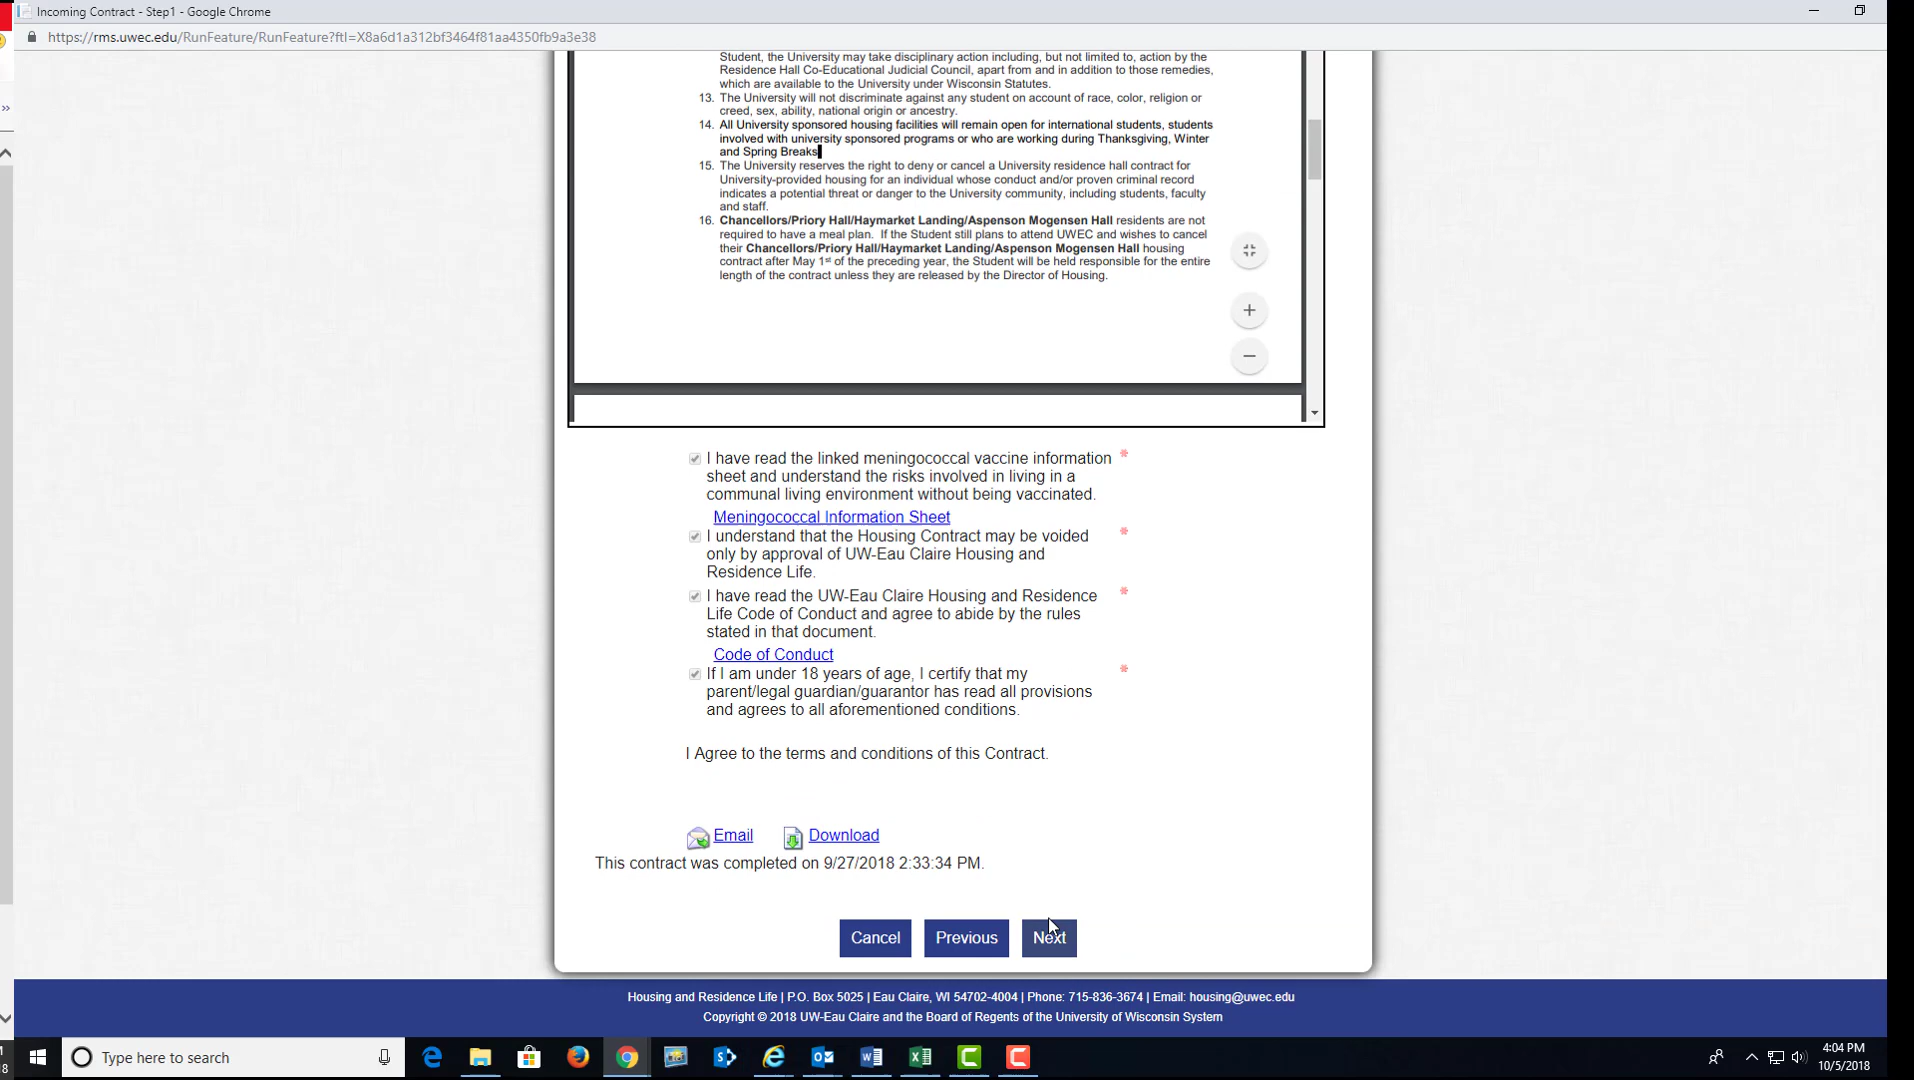 Incoming Contract - Step1 - Google Chrome
https://rms.uwec.edu/RunFeature/RunFeature?ftl=X8a6d1a312bf3464f81aa4350fb9a3e38
Student, the University may take disciplinary action including, but not limited to, action by the
Residence Hall Co-Educational Judicial Council, apart from and in addition to those remedies,
which are available to the University under Wisconsin Statutes.
13. The University will not discriminate against any student on account of race, color, religion or
creed, sex, ability, national origin or ancestry.
14. All University sponsored housing facilities will remain open for international students, students
involved with university sponsored programs or who are working during Thanksgiving, Winter
and Spring Breaks
15. The University reserves the right to deny or cancel a University residence hall contract for
University-provided housing for an individual whose conduct and/or proven criminal record
indicates a potential threat or danger to the University community, including students, faculty
and staff.
16. Chancellors/Priory Hall/Haymarket Landing/Aspenson Mogensen Hall residents are not
required to have a meal plan. If the Student still plans to attend UWEC and wishes to cancel
their Chancellors/Priory Hall/Haymarket Landing/Aspenson Mogensen Hall housing
contract after May 1st of the preceding year, the Student will be held responsible for the entire
length of the contract unless they are released by the Director of Housing.
I have read the linked meningococcal vaccine information *
sheet and understand the risks involved in living in a
communal living environment without being vaccinated.
Meningococcal Information Sheet
I understand that the Housing Contract may be voided *
only by approval of UW-Eau Claire Housing and
Residence Life.
I have read the UW-Eau Claire Housing and Residence *
Life Code of Conduct and agree to abide by the rules
stated in that document.
Code of Conduct
If I am under 18 years of age, I certify that my *
parent/legal guardian/guarantor has read all provisions
and agrees to all aforementioned conditions.
I Agree to the terms and conditions of this Contract.
Email Download
This contract was completed on 9/27/2018 2:33:34 PM.
Cancel Previous Next
Housing and Residence Life | P.O. Box 5025 | Eau Claire, WI 54702-4004 | Phone: 715-836-3674 | Email: housing@uwec.edu
Copyright © 2018 UW-Eau Claire and the Board of Regents of the University of Wisconsin System
Type here to search
4:04 PM
10/5/2018